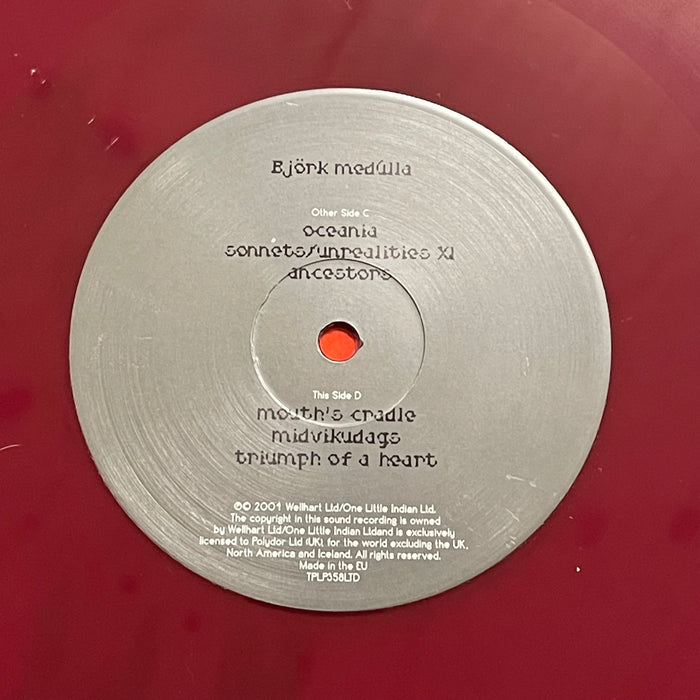 Björk medúlla
Other Side C
oceania
sonnets/unrealities XI
ancestors
This Side D
mouth's cradle
midvikudags
triumph of a heart
℗© 2004 Wellhart Ltd/One Little Indian Ltd.
The copyright in this sound recording is owned
by Wellhart Ltd/One Little Indian Ltdand is exclusively
licensed to Polydor Ltd (UK) for the world excluding the UK,
North America and Iceland. All rights reserved.
Made in the EU
TPLP358LTD